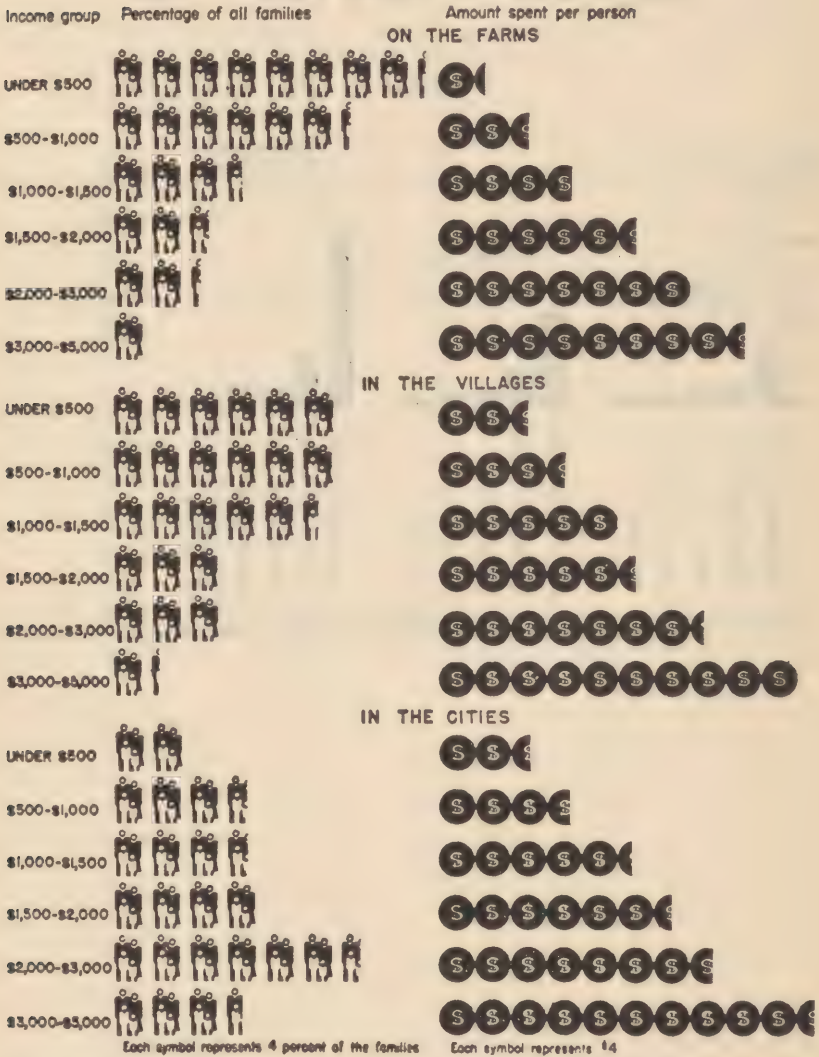 Income group Percentage of all families Amount spent per person
ON THE FARMS
UNDER $500
$500-$1,000
$1,000-$1,500
$1,500-$2,000
$2,000-$3,000
$3,000-$5,000
IN THE VILLAGES
UNDER $500
$500-$1,000
$1,000-$1,500
$1,500-$2,000
$2,000-$3,000
$3,000-$5,000
IN THE CITIES
UNDER $500
$500-$1,000
$1,000-$1,500
$1,500-$2,000
$2,000-$3,000
$3,000-$5,000
Each symbol represents 4 percent of the families Each symbol represents $4